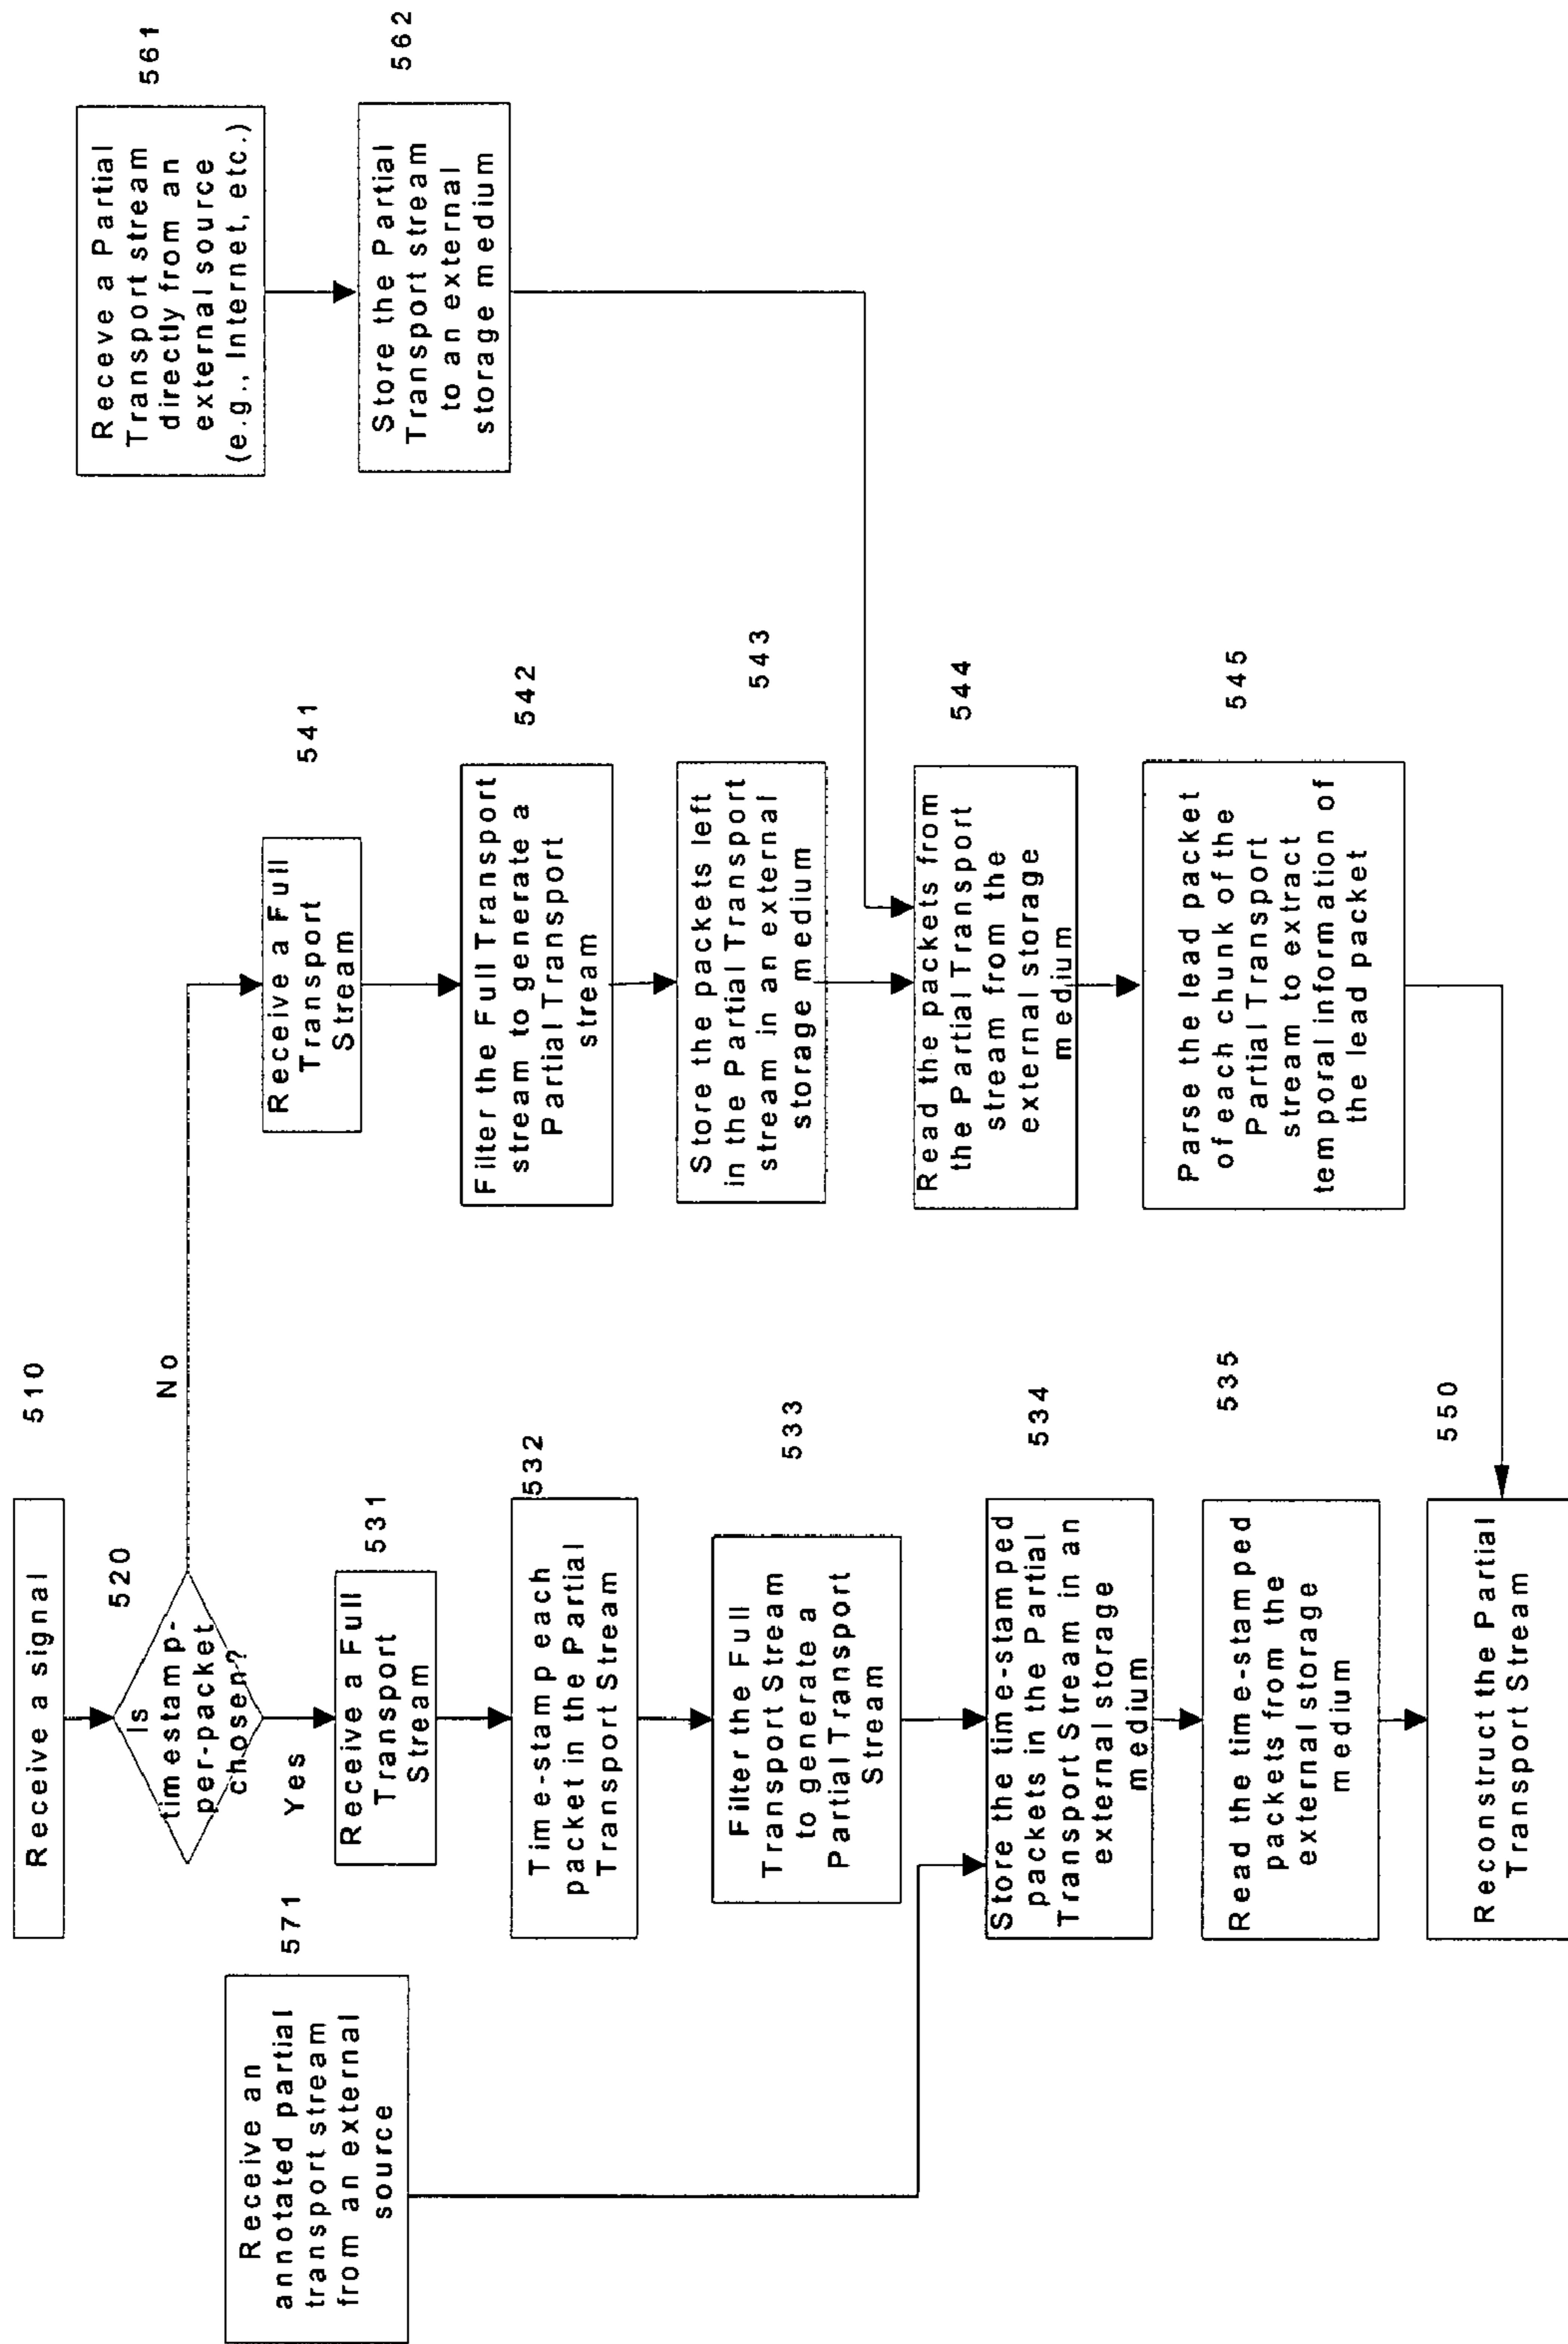 510
Receive a signal
520
Is
timestamp-
per-packet
chosen?
No
Yes
531
Receive a Full
Transport
Stream
532
Time-stamp each
packet in the Partial
Transport Stream
533
Filter the Full
Transport Stream
to generate a
Partial Transport
Stream
571
Receive an
annotated partial
transport stream
from an external
source
534
Store the time-stamped
packets in the Partial
Transport Stream in an
external storage
medium
535
Read the time-stamped
packets from the
external storage
medium
550
Reconstruct the Partial
Transport Stream
541
Receive a Full
Transport
Stream
542
Filter the Full Transport
stream to generate a
Partial Transport
stream
543
Store the packets left
in the Partial Transport
stream in an external
storage medium
544
Read the packets from
the Partial Transport
stream from the
external storage
medium
545
Parse the lead packet
of each chunk of the
Partial Transport
stream to extract
temporal information of
the lead packet
561
Receve a Partial
Transport stream
directly from an
external source
(e.g., Internet, etc.)
562
Store the Partial
Transport stream
to an external
storage medium